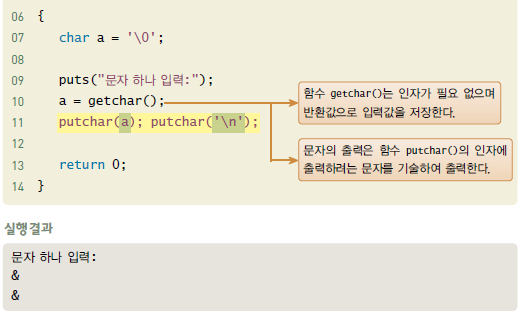 06 {
07 char a = '\0';
08
09 puts("문자 하나 입력:");
10 a = getchar();
함수 getchar()는 인자가 필요 없으며
반환값으로 입력값을 저장한다.
11 putchar(a); putchar('\n');
12
문자의 출력은 함수 putchar()의 인자에
출력하려는 문자를 기술하여 출력한다.
13 return 0;
14 }
실행결과
문자 하나 입력:
&
&